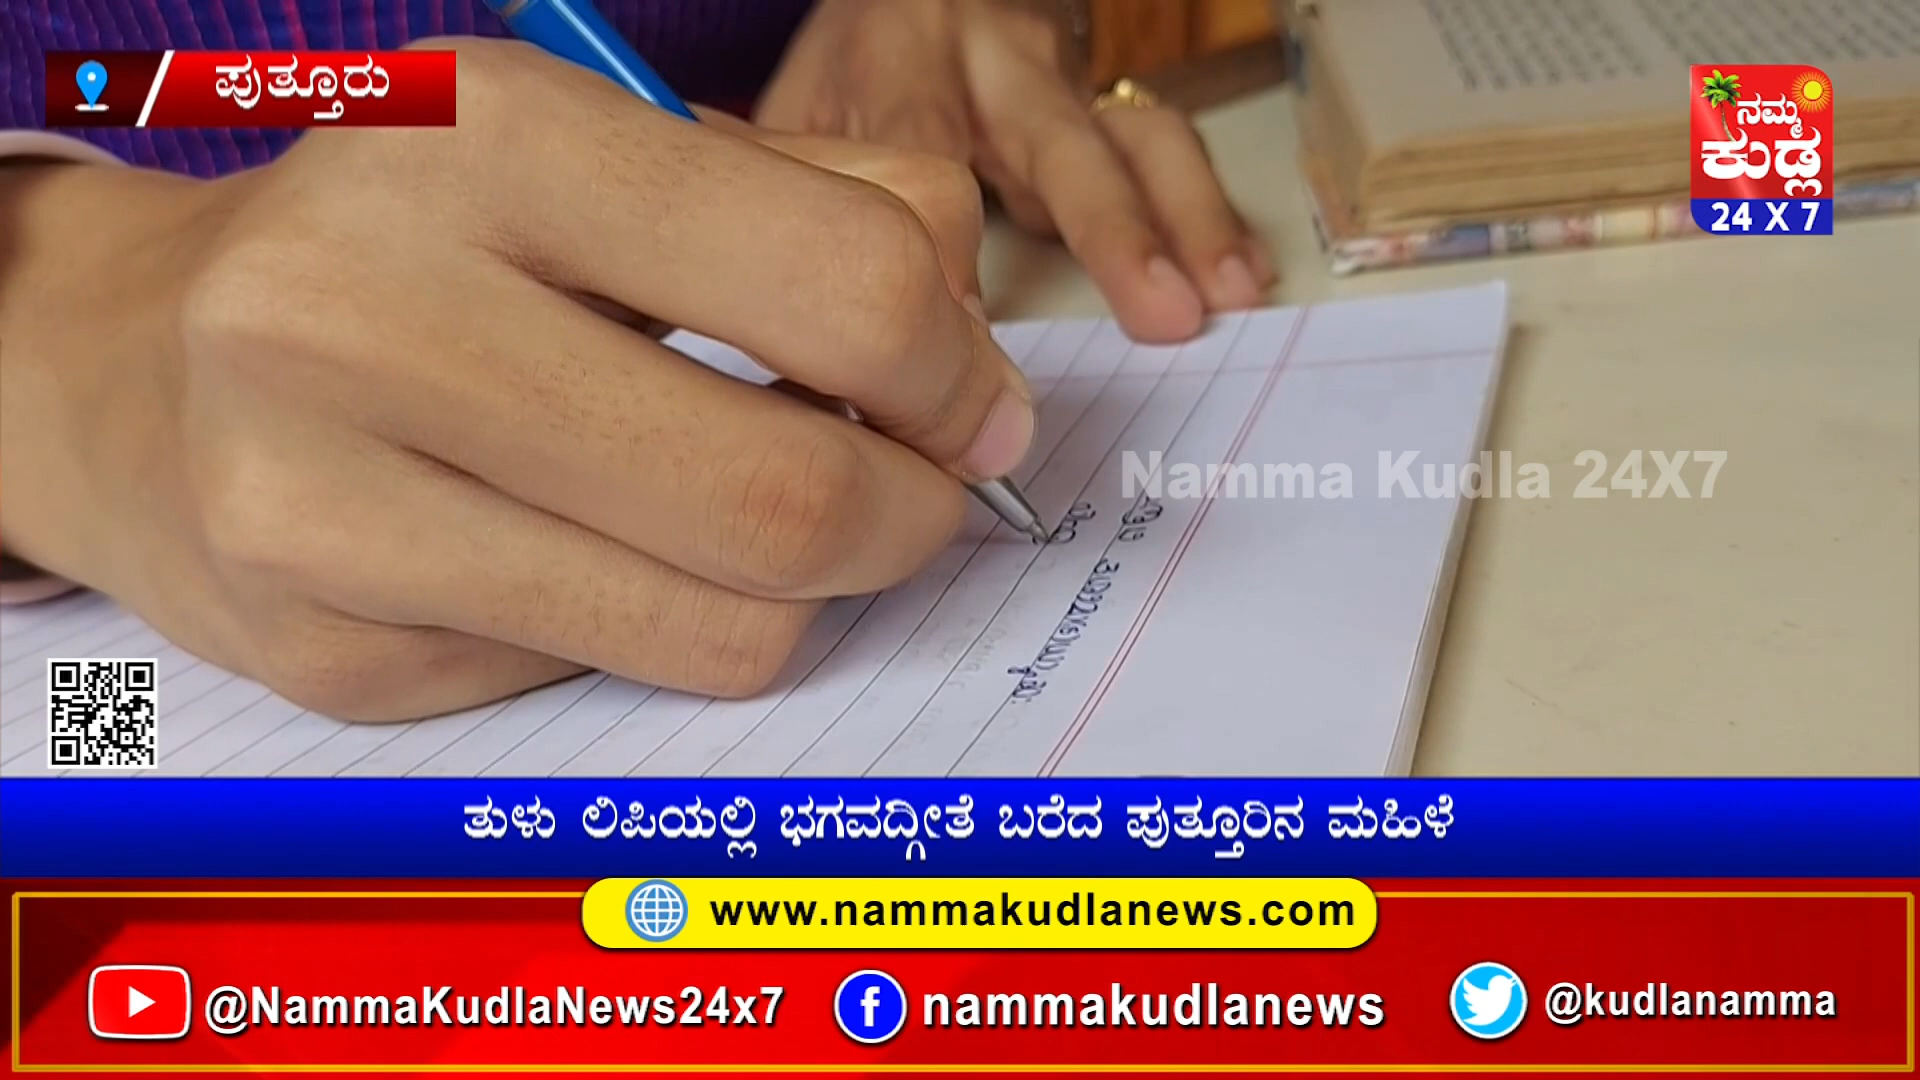 ಪುತ್ತೂರು
ನಮ್ಮ
ಕುಡ್ಲ
24 X 7
Namma Kudla 24X7
ತುಳು ಲಿಪಿಯಲ್ಲಿ ಭಗವದ್ಗೀತೆ ಬರೆದ ಪುತ್ತೂರಿನ ಮಹಿಳೆ
www.nammakudlanews.com
@NammaKudlaNews24x7
nammakudlanews
@kudlanamma